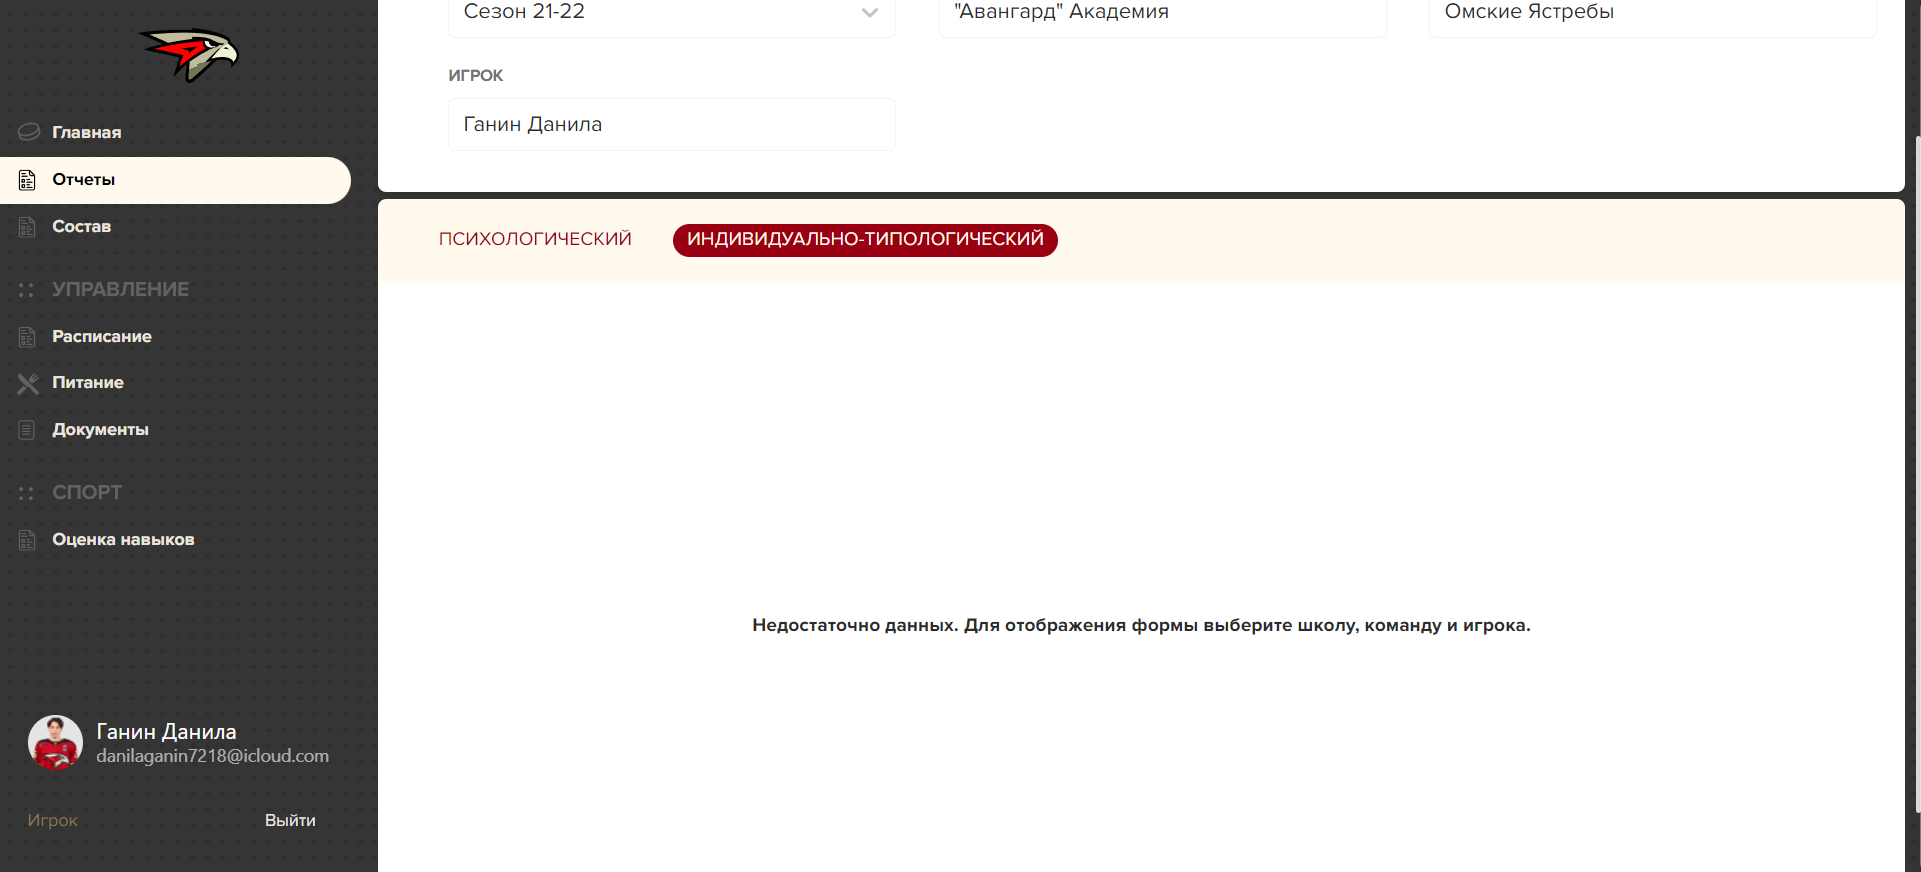 Сезон 21-22
"Авангард" Академия
Омские Ястребы
ИГРОК
Ганин Данила
Главная
Отчеты
Состав
УПРАВЛЕНИЕ
Расписание
Питание
Документы
СПОРТ
Оценка навыков
ПСИХОЛОГИЧЕСКИЙ
ИНДИВИДУАЛЬНО-ТИПОЛОГИЧЕСКИЙ
Недостаточно данных. Для отображения формы выберите школу, команду и игрока.
Ганин Данила
danilaganin7218@icloud.com
Игрок
Выйти